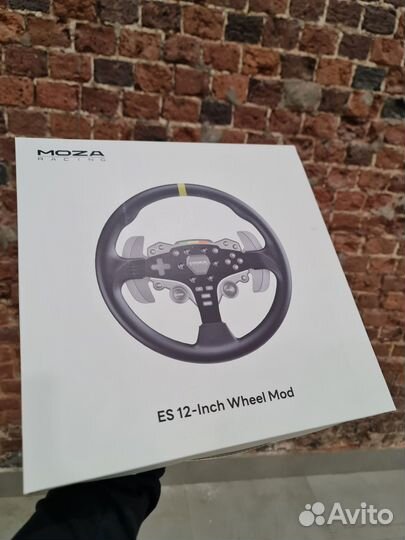 MOZA
RACING
ES 12-Inch Wheel Mod
Avito